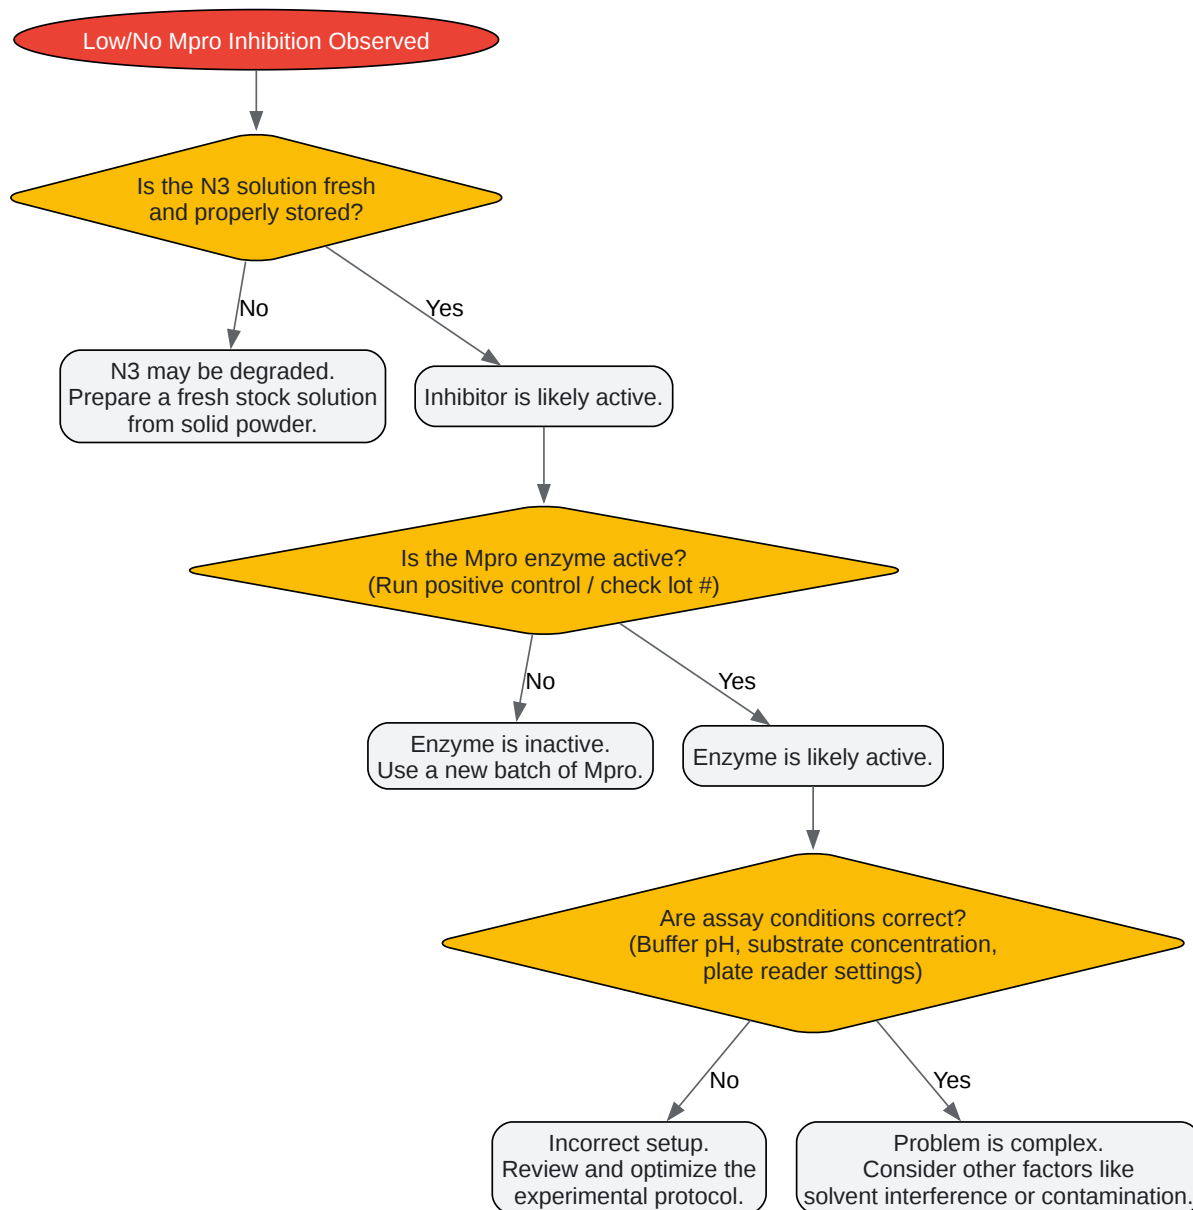 Low/No Mpro Inhibition Observed
Is the N3 solution fresh
and properly stored?
No
Yes
N3 may be degraded.
Prepare a fresh stock solution
from solid powder.
Inhibitor is likely active.
Is the Mpro enzyme active?
(Run positive control / check lot #)
No
Yes
Enzyme is inactive.
Use a new batch of Mpro.
Enzyme is likely active.
Are assay conditions correct?
(Buffer pH, substrate concentration,
plate reader settings)
No
Yes
Incorrect setup.
Review and optimize the
experimental protocol.
Problem is complex.
Consider other factors like
solvent interference or contamination.